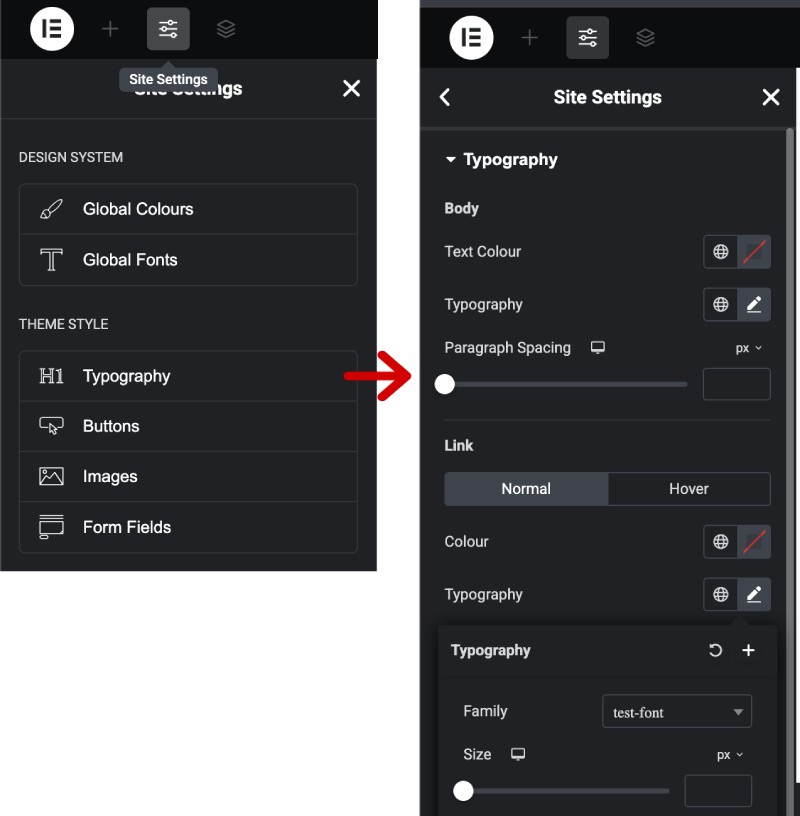 Site Settings
Site Settings
DESIGN SYSTEM
Global Colours
Global Fonts
THEME STYLE
H1 Typography
Buttons
Images
Form Fields
Site Settings
Typography
Body
Text Colour
Typography
Paragraph Spacing px
Link
Normal Hover
Colour
Typography
Typography
Family test-font
Size px